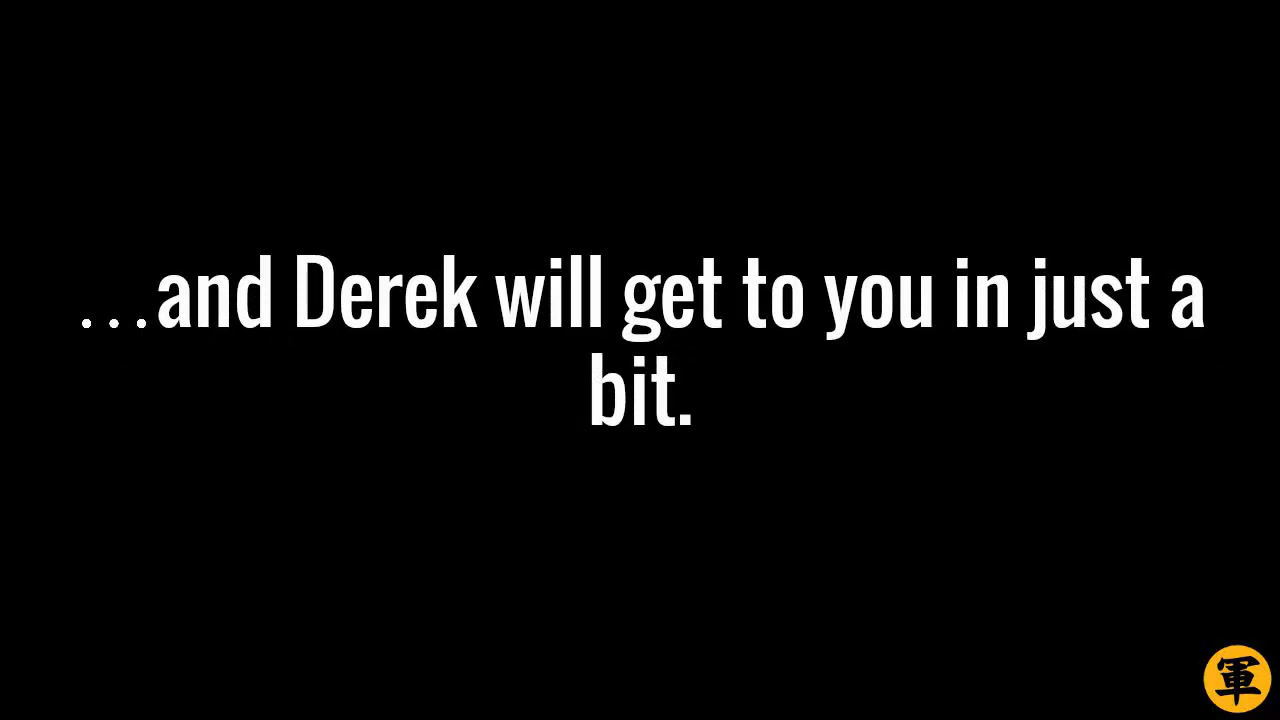 ...and Derek will get to you in just a
bit.
軍